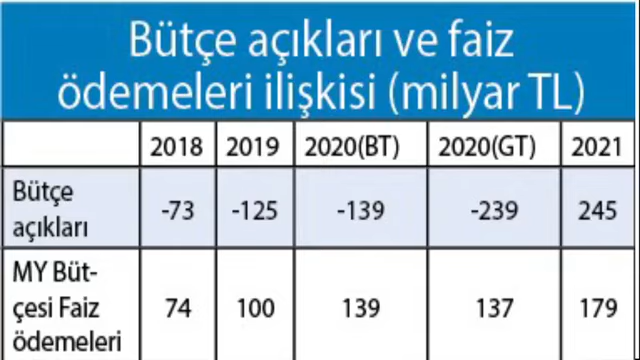 Bütçe açıkları ve faiz
ödemeleri ilişkisi (milyar TL)
2018 2019 2020(BT) 2020(GT) 2021
Bütçe
açıkları
-73 -125 -139 -239 245
MY Büt-
çesi Faiz
ödemeleri
74 100 139 137 179